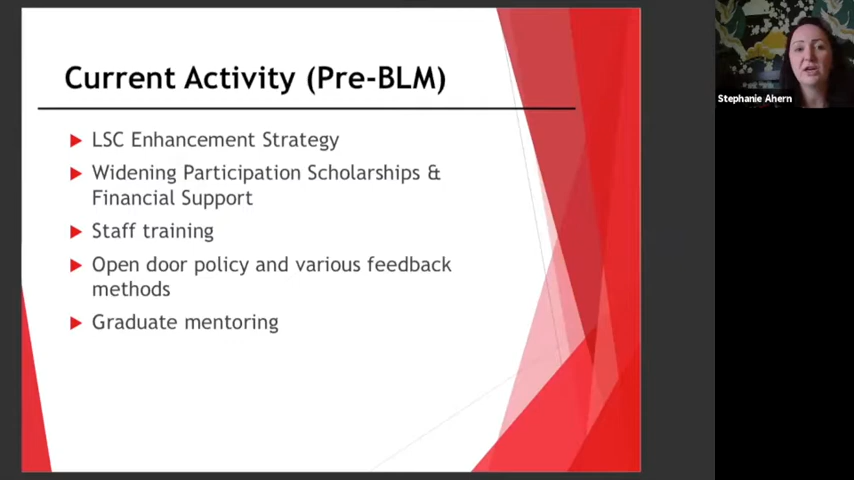 Current Activity (Pre-BLM)
LSC Enhancement Strategy
Widening Participation Scholarships &
Financial Support
Staff training
Open door policy and various feedback
methods
Graduate mentoring
Stephanie Ahern